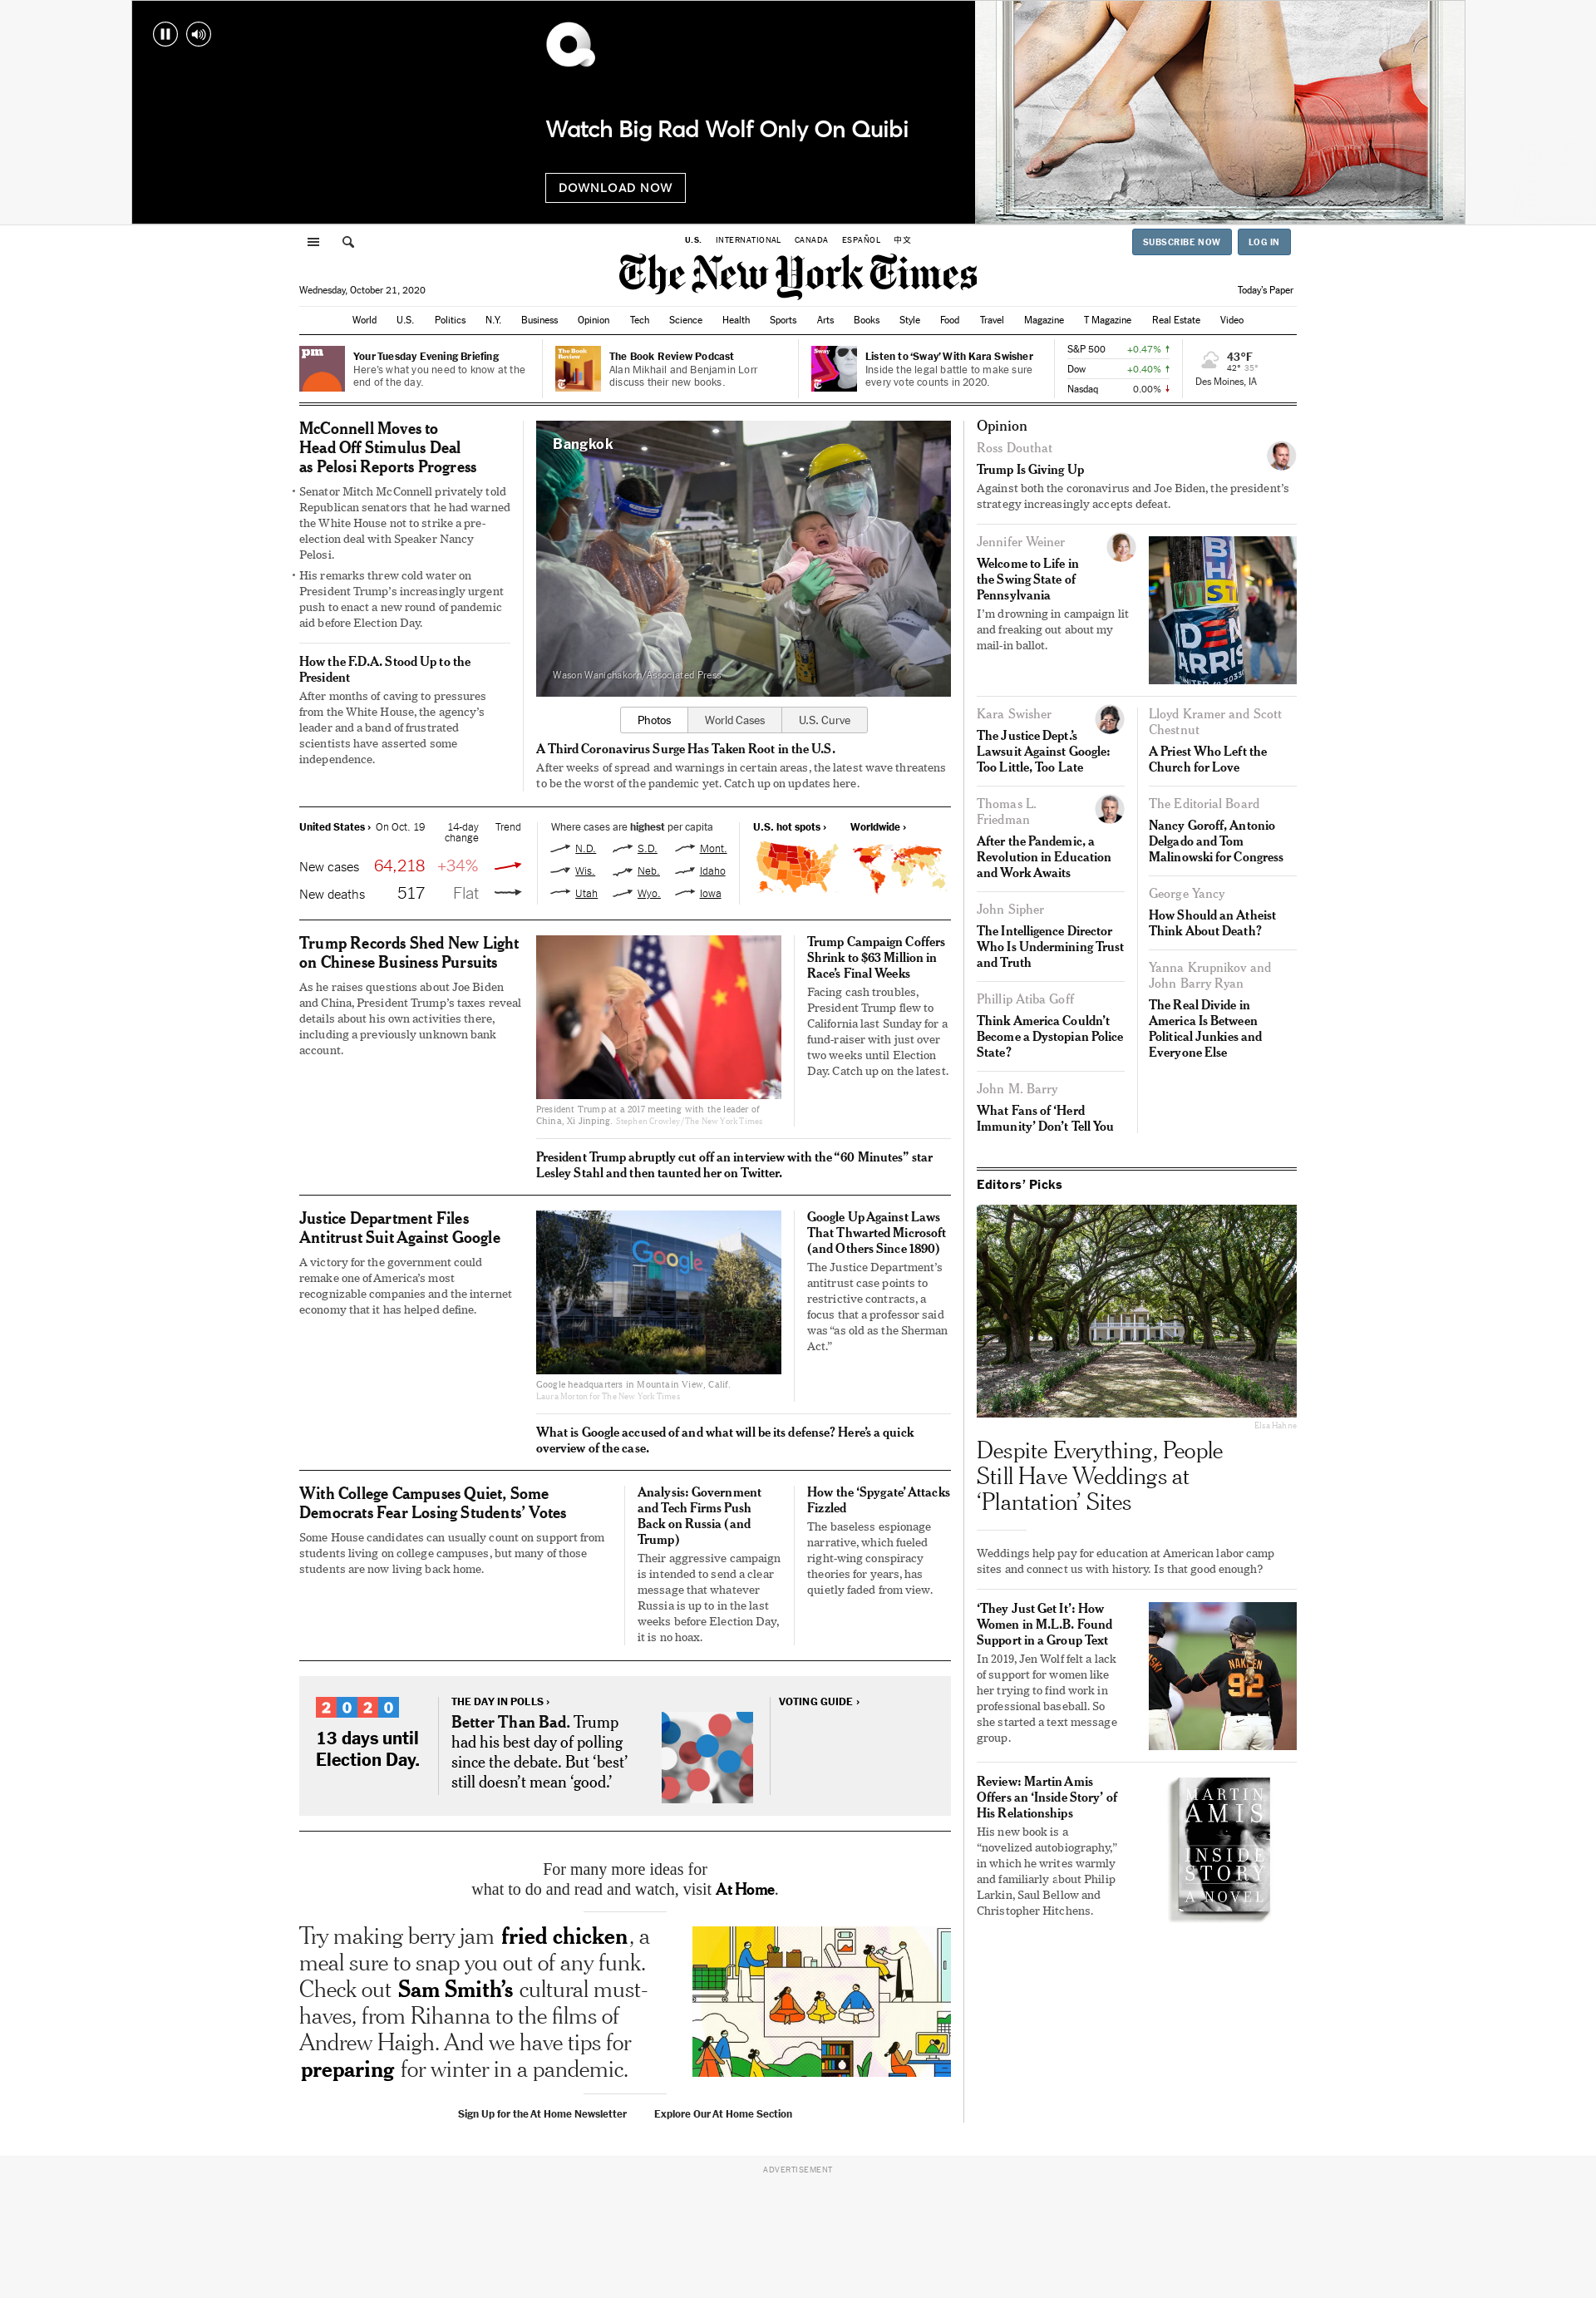 Watch Big Rad Wolf Only On Quibi
DOWNLOAD NOW
U.S. INTERNATIONAL CANADA ESPAÑOL 中文
SUBSCRIBE NOW LOG IN
The New York Times
Wednesday, October 21, 2020
Today's Paper
World U.S. Politics N.Y. Business Opinion Tech Science Health Sports Arts Books Style Food Travel Magazine T Magazine Real Estate Video
pm
Your Tuesday Evening Briefing
Here's what you need to know at the
end of the day.
The Book
Review
The Book Review Podcast
Alan Mikhail and Benjamin Lorr
discuss their new books.
Sway
Listen to 'Sway' With Kara Swisher
Inside the legal battle to make sure
every vote counts in 2020.
S&P 500 +0.47% ↑
Dow +0.40% ↑
Nasdaq 0.00% ↓
43°F
42° 35°
Des Moines, IA
McConnell Moves to
Head Off Stimulus Deal
as Pelosi Reports Progress
• Senator Mitch McConnell privately told
Republican senators that he had warned
the White House not to strike a pre-
election deal with Speaker Nancy
Pelosi.
• His remarks threw cold water on
President Trump's increasingly urgent
push to enact a new round of pandemic
aid before Election Day.
How the F.D.A. Stood Up to the
President
After months of caving to pressures
from the White House, the agency's
leader and a band of frustrated
scientists have asserted some
independence.
Bangkok
Wason Wanichakorn/Associated Press
Photos World Cases U.S. Curve
A Third Coronavirus Surge Has Taken Root in the U.S.
After weeks of spread and warnings in certain areas, the latest wave threatens
to be the worst of the pandemic yet. Catch up on updates here.
United States › On Oct. 19 14-day change Trend
New cases 64,218 +34%
New deaths 517 Flat
Where cases are highest per capita
N.D. S.D. Mont.
Wis. Neb. Idaho
Utah Wyo. Iowa
U.S. hot spots › Worldwide ›
Trump Records Shed New Light
on Chinese Business Pursuits
As he raises questions about Joe Biden
and China, President Trump's taxes reveal
details about his own activities there,
including a previously unknown bank
account.
President Trump at a 2017 meeting with the leader of
China, Xi Jinping. Stephen Crowley/The New York Times
Trump Campaign Coffers
Shrink to $63 Million in
Race's Final Weeks
Facing cash troubles,
President Trump flew to
California last Sunday for a
fund-raiser with just over
two weeks until Election
Day. Catch up on the latest.
President Trump abruptly cut off an interview with the “60 Minutes” star
Lesley Stahl and then taunted her on Twitter.
Justice Department Files
Antitrust Suit Against Google
A victory for the government could
remake one of America's most
recognizable companies and the internet
economy that it has helped define.
Google
Google headquarters in Mountain View, Calif.
Laura Morton for The New York Times
Google Up Against Laws
That Thwarted Microsoft
(and Others Since 1890)
The Justice Department's
antitrust case points to
restrictive contracts, a
focus that a professor said
was “as old as the Sherman
Act.”
What is Google accused of and what will be its defense? Here's a quick
overview of the case.
With College Campuses Quiet, Some
Democrats Fear Losing Students' Votes
Some House candidates can usually count on support from
students living on college campuses, but many of those
students are now living back home.
Analysis: Government
and Tech Firms Push
Back on Russia (and
Trump)
Their aggressive campaign
is intended to send a clear
message that whatever
Russia is up to in the last
weeks before Election Day,
it is no hoax.
How the 'Spygate' Attacks
Fizzled
The baseless espionage
narrative, which fueled
right-wing conspiracy
theories for years, has
quietly faded from view.
2020
13 days until
Election Day.
THE DAY IN POLLS ›
Better Than Bad. Trump
had his best day of polling
since the debate. But 'best'
still doesn't mean 'good.'
VOTING GUIDE ›
For many more ideas for
what to do and read and watch, visit At Home.
Try making berry jam fried chicken, a
meal sure to snap you out of any funk.
Check out Sam Smith's cultural must-
haves, from Rihanna to the films of
Andrew Haigh. And we have tips for
preparing for winter in a pandemic.
Sign Up for the At Home Newsletter Explore Our At Home Section
Opinion
Ross Douthat
Trump Is Giving Up
Against both the coronavirus and Joe Biden, the president's
strategy increasingly accepts defeat.
Jennifer Weiner
Welcome to Life in
the Swing State of
Pennsylvania
I'm drowning in campaign lit
and freaking out about my
mail-in ballot.
Kara Swisher
The Justice Dept.'s
Lawsuit Against Google:
Too Little, Too Late
Thomas L.
Friedman
After the Pandemic, a
Revolution in Education
and Work Awaits
John Sipher
The Intelligence Director
Who Is Undermining Trust
and Truth
Phillip Atiba Goff
Think America Couldn't
Become a Dystopian Police
State?
John M. Barry
What Fans of 'Herd
Immunity' Don't Tell You
Lloyd Kramer and Scott
Chestnut
A Priest Who Left the
Church for Love
The Editorial Board
Nancy Goroff, Antonio
Delgado and Tom
Malinowski for Congress
George Yancy
How Should an Atheist
Think About Death?
Yanna Krupnikov and
John Barry Ryan
The Real Divide in
America Is Between
Political Junkies and
Everyone Else
Editors' Picks
Elsa Hahne
Despite Everything, People
Still Have Weddings at
'Plantation' Sites
Weddings help pay for education at American labor camp
sites and connect us with history. Is that good enough?
'They Just Get It': How
Women in M.L.B. Found
Support in a Group Text
In 2019, Jen Wolf felt a lack
of support for women like
her trying to find work in
professional baseball. So
she started a text message
group.
NAKKEN
92
Review: Martin Amis
Offers an 'Inside Story' of
His Relationships
His new book is a
“novelized autobiography,”
in which he writes warmly
and familiarly about Philip
Larkin, Saul Bellow and
Christopher Hitchens.
MARTIN
AMIS
INSIDE
STORY
A NOVEL
ADVERTISEMENT